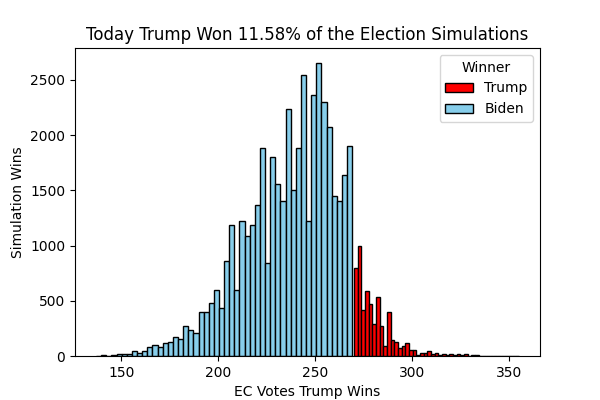 Today Trump Won 11.58% of the Election Simulations
Winner
Trump
Biden
Simulation Wins
2500
2000
1500
1000
500
0
150
200
250
300
350
EC Votes Trump Wins